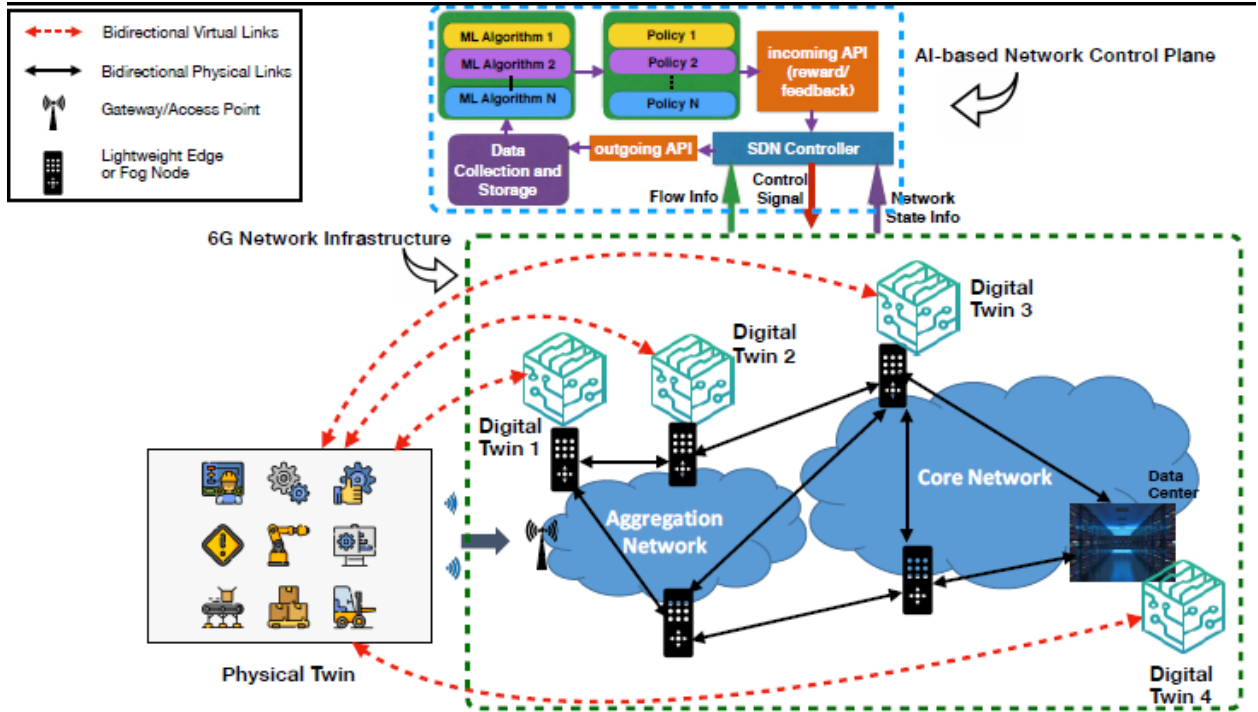 Bidirectional Virtual Links
Bidirectional Physical Links
Gateway/Access Point
Lightweight Edge
or Fog Node
ML Algorithm 1
ML Algorithm 2
ML Algorithm N
Policy 1
Policy 2
Policy N
incoming API
(reward/
feedback)
AI-based Network Control Plane
Data
Collection and
Storage
outgoing API
SDN Controller
Flow Info
Control
Signal
Network
State Info
6G Network Infrastructure
Digital
Twin 3
Digital
Twin 2
Digital
Twin 1
Core Network
Data
Center
Aggregation
Network
Physical Twin
Digital
Twin 4